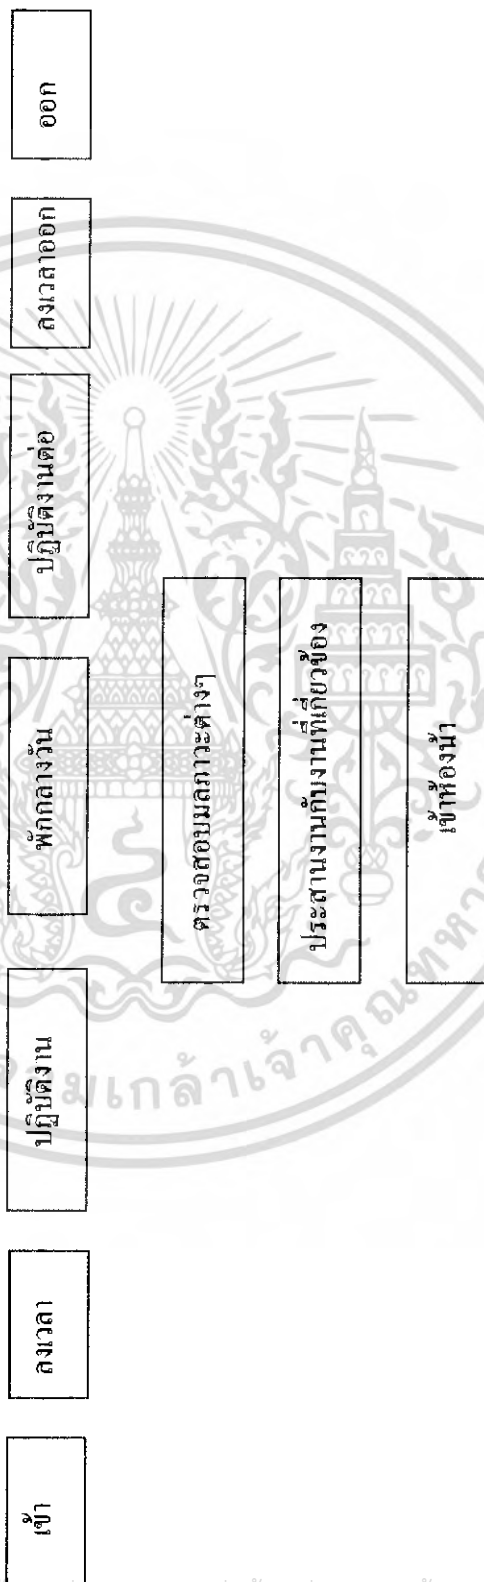 เข้า
ลงเวลา
ปฏิบัติงาน
พักกลางวัน
ปฏิบัติงานต่อ
ลงเวลาออก
ออก
ตรวจสอบมลภาวะต่างๆ
ประสานงานกับงานที่เกี่ยวข้อง
เข้าห้องน้ำ